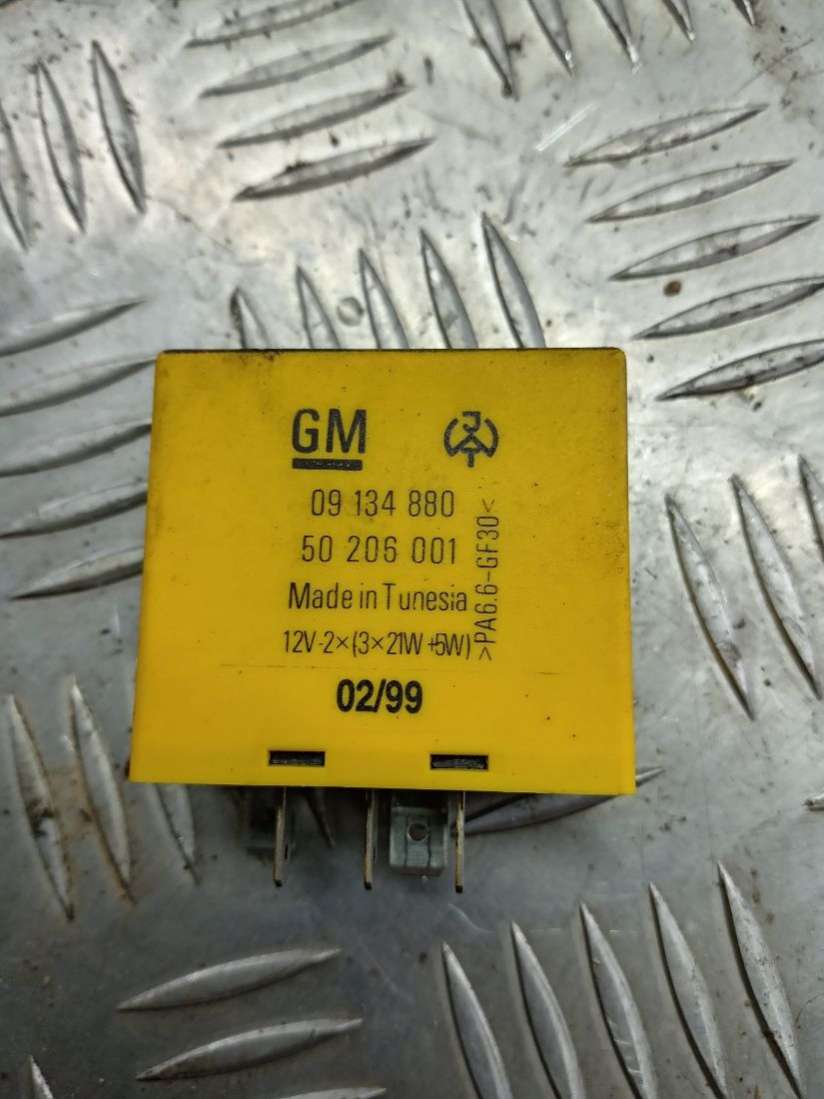 GM
09 134 880
50 206 001
Made in Tunesia
12V-2×(3×21W+5W)
>PA6.6-GF30<
02/99